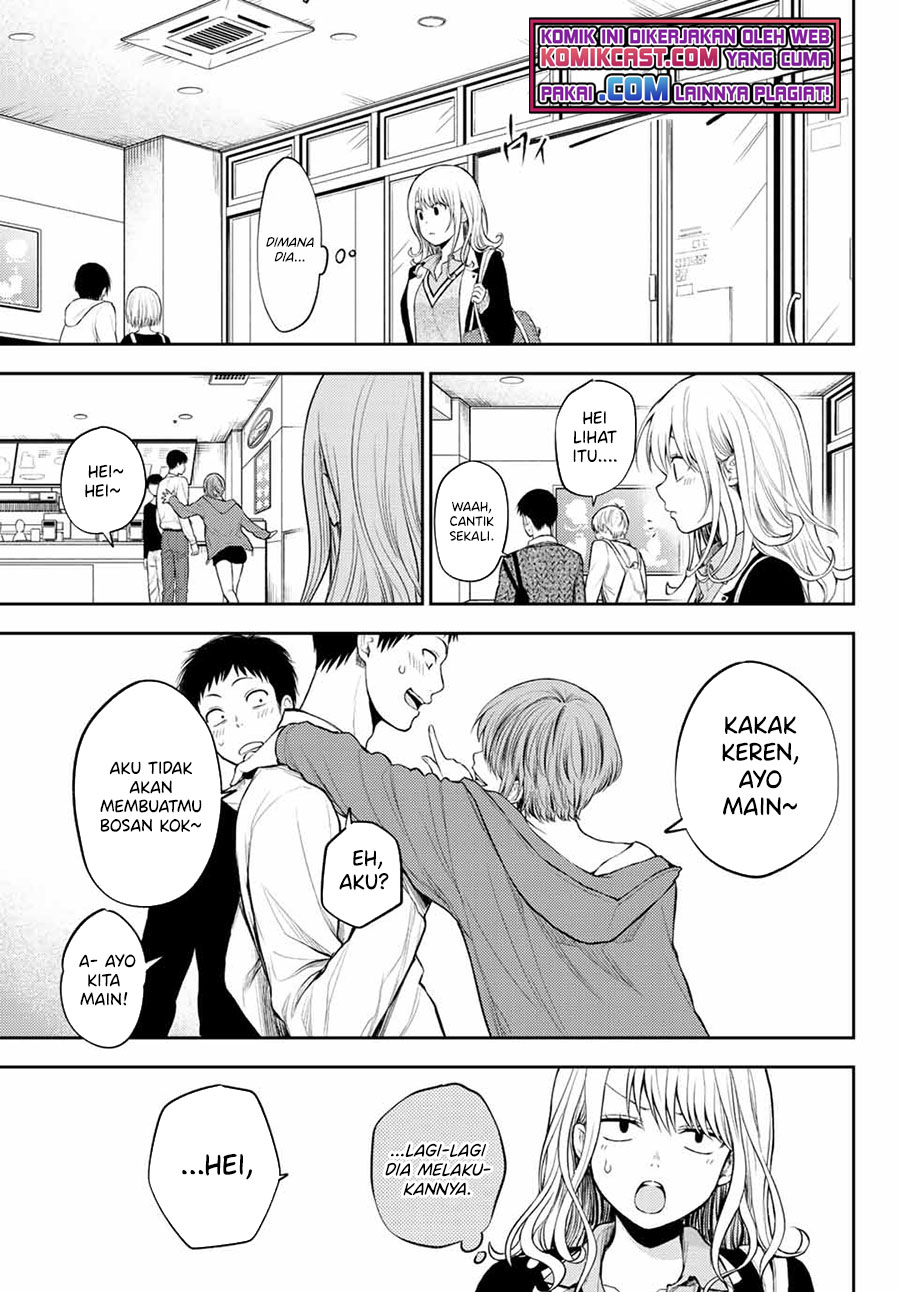 KOMIK INI DIKERJAKAN OLEH WEB
KOMIKCAST.COM YANG CUMA
PAKAI .COM LAINNYA PLAGIAT!
ウィ
DIMANA
DIA...
HEI
LIHAT
ITU....
WAAH,
CANTIK
SEKALI.
HEI~
HEI~
KAKAK
KEREN,
AYO
MAIN~
AKU TIDAK
AKAN
MEMBUATMU
BOSAN KOK~
EH,
AKU?
A- AYO
KITA
MAIN!
...LAGI-LAGI
DIA MELAKU-
KANNYA.
...HEI,